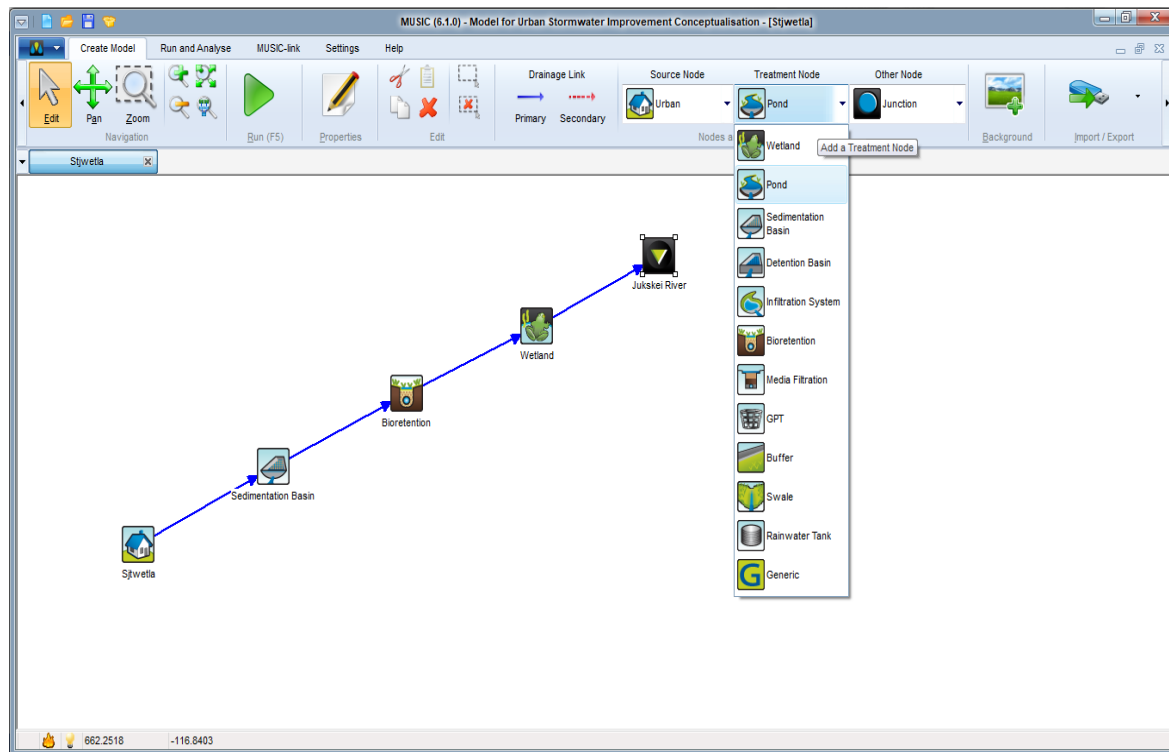 MUSIC (6.1.0) - Model for Urban Stormwater Improvement Conceptualisation - [Stjwetla]
Create Model
Run and Analyse
MUSIC-link
Settings
Help
Edit
Pan
Zoom
Navigation
Run (F5)
Properties
Edit
Drainage Link
Primary
Secondary
Source Node
Urban
Treatment Node
Pond
Other Node
Junction
Nodes a
Background
Import / Export
Stjwetla
Add a Treatment Node
Wetland
Pond
Sedimentation
Basin
Detention Basin
Infiltration System
Bioretention
Media Filtration
GPT
Buffer
Swale
Rainwater Tank
G Generic
Jukskei River
Wetland
Bioretention
Sedimentation Basin
Sjtwetla
662.2518
-116.8403